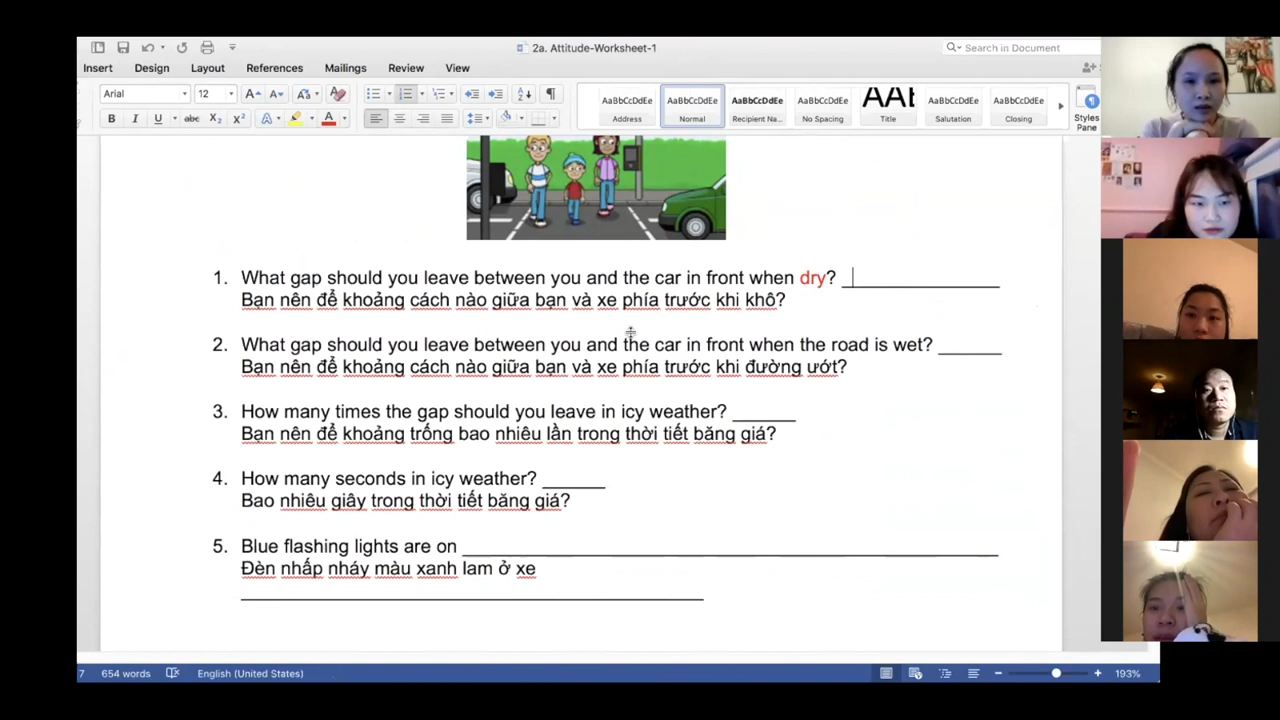 2a. Attitude-Worksheet-1
Search in Document
Insert Design Layout References Mailings Review View
Arial 12
AaBbCcDdEe AaBbCcDdEe AaBbCcDdEe AaBbCcDdEe AaBbCcDdEe AaBbCcDdEe
Address Normal Recipient Na... No Spacing Title Salutation Closing
Styles
Pane
1. What gap should you leave between you and the car in front when dry?
Bạn nên để khoảng cách nào giữa bạn và xe phía trước khi khô?
2. What gap should you leave between you and the car in front when the road is wet?
Bạn nên để khoảng cách nào giữa bạn và xe phía trước khi đường ướt?
3. How many times the gap should you leave in icy weather?
Bạn nên để khoảng trống bao nhiêu lần trong thời tiết băng giá?
4. How many seconds in icy weather?
Bao nhiêu giây trong thời tiết băng giá?
5. Blue flashing lights are on
Đèn nhấp nháy màu xanh lam ở xe
7 654 words English (United States) 193%